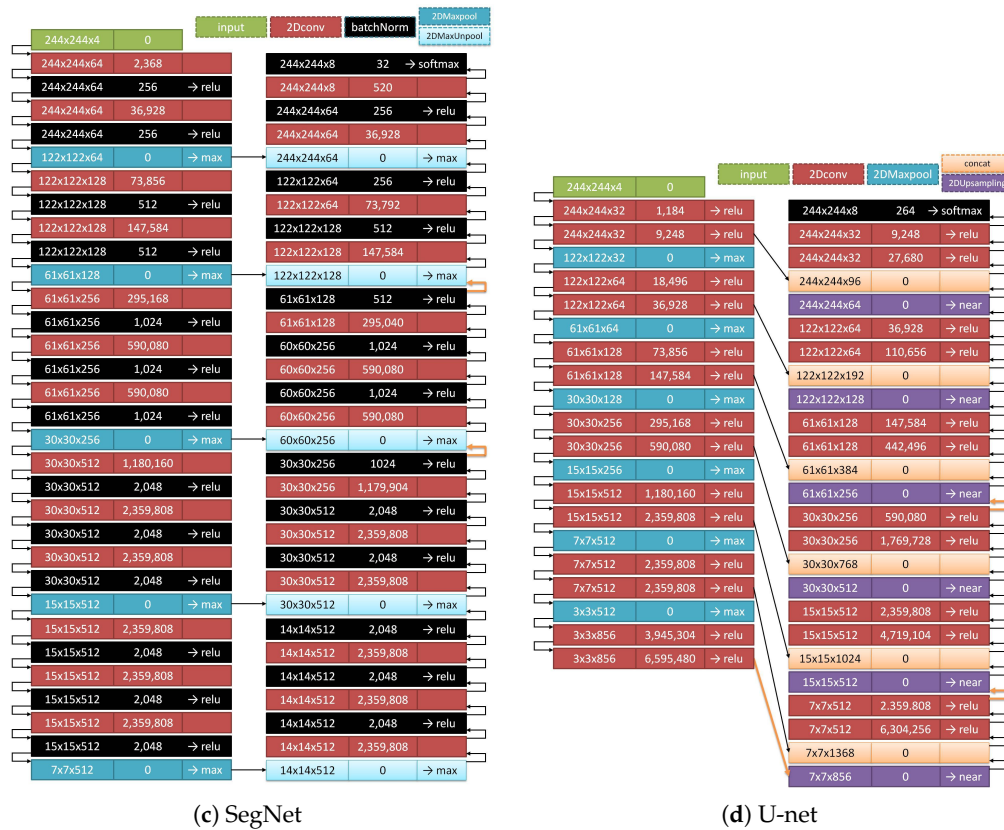 input 2Dconv batchNorm 2DMaxpool
2DMaxUnpool
244x244x4 0
244x244x64 2,368
244x244x64 256 → relu
244x244x64 36,928
244x244x64 256 → relu
122x122x64 0 → max
122x122x128 73,856
122x122x128 512 → relu
122x122x128 147,584
122x122x128 512 → relu
61x61x128 0 → max
61x61x256 295,168
61x61x256 1,024 → relu
61x61x256 590,080
61x61x256 1,024 → relu
61x61x256 590,080
61x61x256 1,024 → relu
30x30x256 0 → max
30x30x512 1,180,160
30x30x512 2,048 → relu
30x30x512 2,359,808
30x30x512 2,048 → relu
30x30x512 2,359,808
30x30x512 2,048 → relu
15x15x512 0 → max
15x15x512 2,359,808
15x15x512 2,048 → relu
15x15x512 2,359,808
15x15x512 2,048 → relu
15x15x512 2,359,808
15x15x512 2,048 → relu
7x7x512 0 → max
244x244x8 32 → softmax
244x244x8 520
244x244x64 256 → relu
244x244x64 36,928
244x244x64 0 → max
122x122x64 256 → relu
122x122x64 73,792
122x122x128 512 → relu
122x122x128 147,584
122x122x128 0 → max
61x61x128 512 → relu
61x61x128 295,040
60x60x256 1,024 → relu
60x60x256 590,080
60x60x256 1,024 → relu
60x60x256 590,080
60x60x256 0 → max
30x30x256 1024 → relu
30x30x256 1,179,904
30x30x512 2,048 → relu
30x30x512 2,359,808
30x30x512 2,048 → relu
30x30x512 2,359,808
30x30x512 0 → max
14x14x512 2,048 → relu
14x14x512 2,359,808
14x14x512 2,048 → relu
14x14x512 2,359,808
14x14x512 2,048 → relu
14x14x512 2,359,808
14x14x512 0 → max
(c) SegNet
input 2Dconv 2DMaxpool concat
2DUpsampling
244x244x4 0
244x244x32 1,184 → relu
244x244x32 9,248 → relu
122x122x32 0 → max
122x122x64 18,496 → relu
122x122x64 36,928 → relu
61x61x64 0 → max
61x61x128 73,856 → relu
61x61x128 147,584 → relu
30x30x128 0 → max
30x30x256 295,168 → relu
30x30x256 590,080 → relu
15x15x256 0 → max
15x15x512 1,180,160 → relu
15x15x512 2,359,808 → relu
7x7x512 0 → max
7x7x512 2,359,808 → relu
7x7x512 2,359,808 → relu
3x3x512 0 → max
3x3x856 3,945,304 → relu
3x3x856 6,595,480 → relu
244x244x8 264 → softmax
244x244x32 9,248 → relu
244x244x32 27,680 → relu
244x244x96 0
244x244x64 0 → near
122x122x64 36,928 → relu
122x122x64 110,656 → relu
122x122x192 0
122x122x128 0 → near
61x61x128 147,584 → relu
61x61x128 442,496 → relu
61x61x384 0
61x61x256 0 → near
30x30x256 590,080 → relu
30x30x256 1,769,728 → relu
30x30x768 0
30x30x512 0 → near
15x15x512 2,359,808 → relu
15x15x512 4,719,104 → relu
15x15x1024 0
15x15x512 0 → near
7x7x512 2.359.808 → relu
7x7x512 6,304,256 → relu
7x7x1368 0
7x7x856 0 → near
(d) U-net